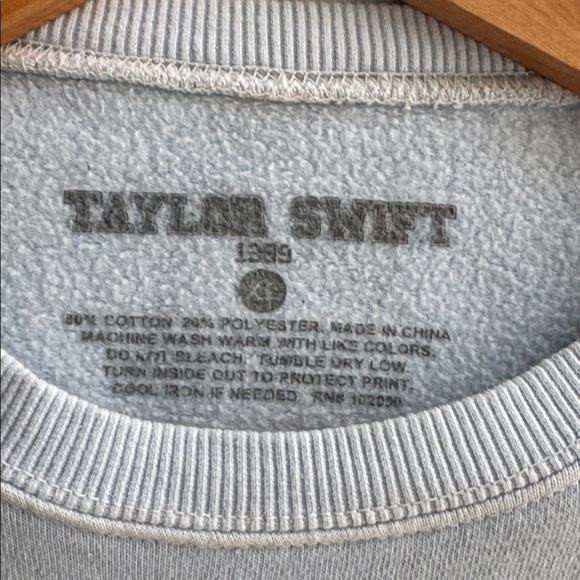 TAYLOR SWIFT
1989
80% COTTON 20% POLYESTER. MADE IN CHINA
MACHINE WASH WARM WITH LIKE COLORS.
DO NOT BLEACH. TUMBLE DRY LOW
TURN INSIDE OUT TO PROTECT PRINT.
COOL IRON IF NEEDED RN#